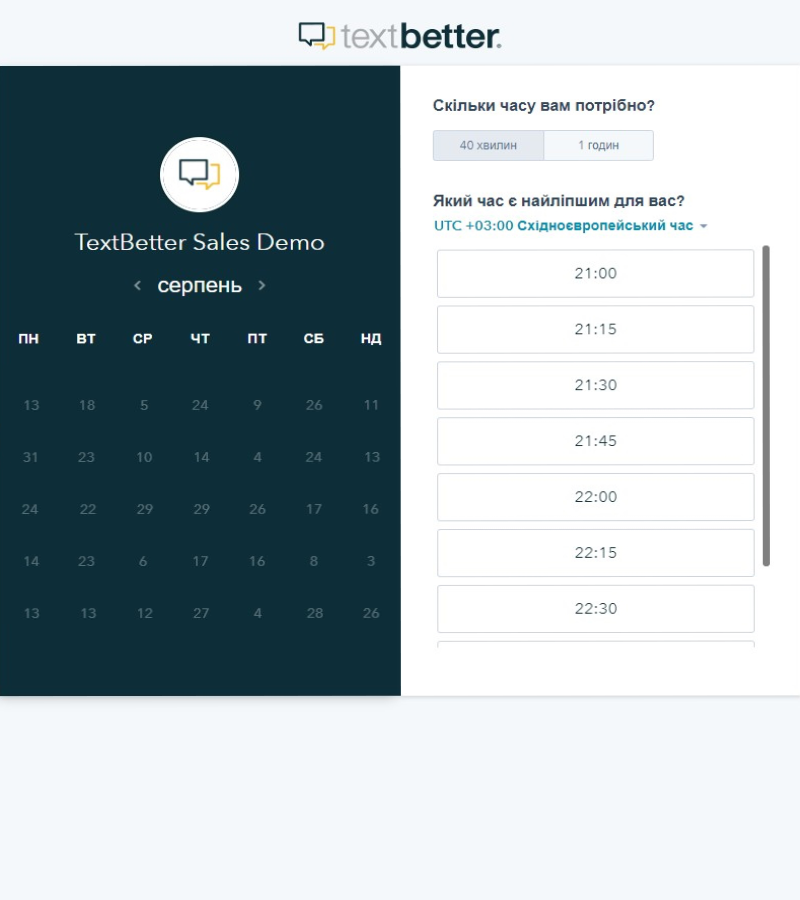 textbetter.
TextBetter Sales Demo
серпень
ПН ВТ СР ЧТ ПТ СБ НД
13 18 5 24 9 26 11
31 23 10 14 4 24 13
24 22 29 29 26 17 16
14 23 6 17 16 8 3
13 13 12 27 4 28 26
Скільки часу вам потрібно?
40 хвилин 1 годин
Який час є найліпшим для вас?
UTC +03:00 Східноєвропейський час
21:00
21:15
21:30
21:45
22:00
22:15
22:30